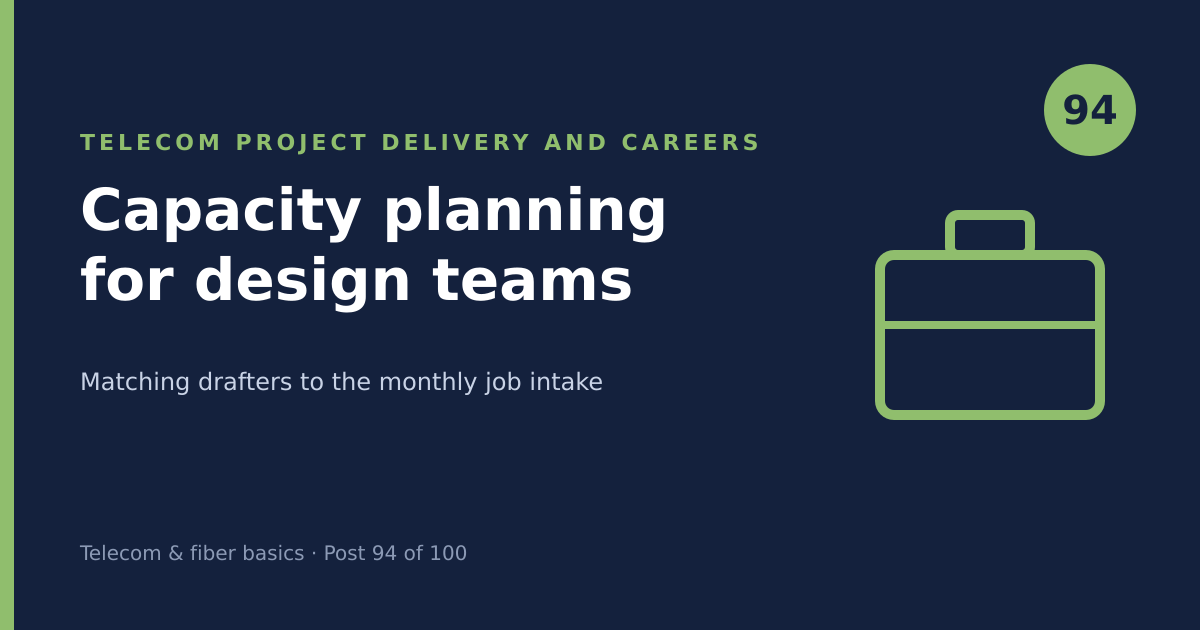 94
TELECOM PROJECT DELIVERY AND CAREERS
Capacity planning
for design teams
Matching drafters to the monthly job intake
Telecom & fiber basics · Post 94 of 100